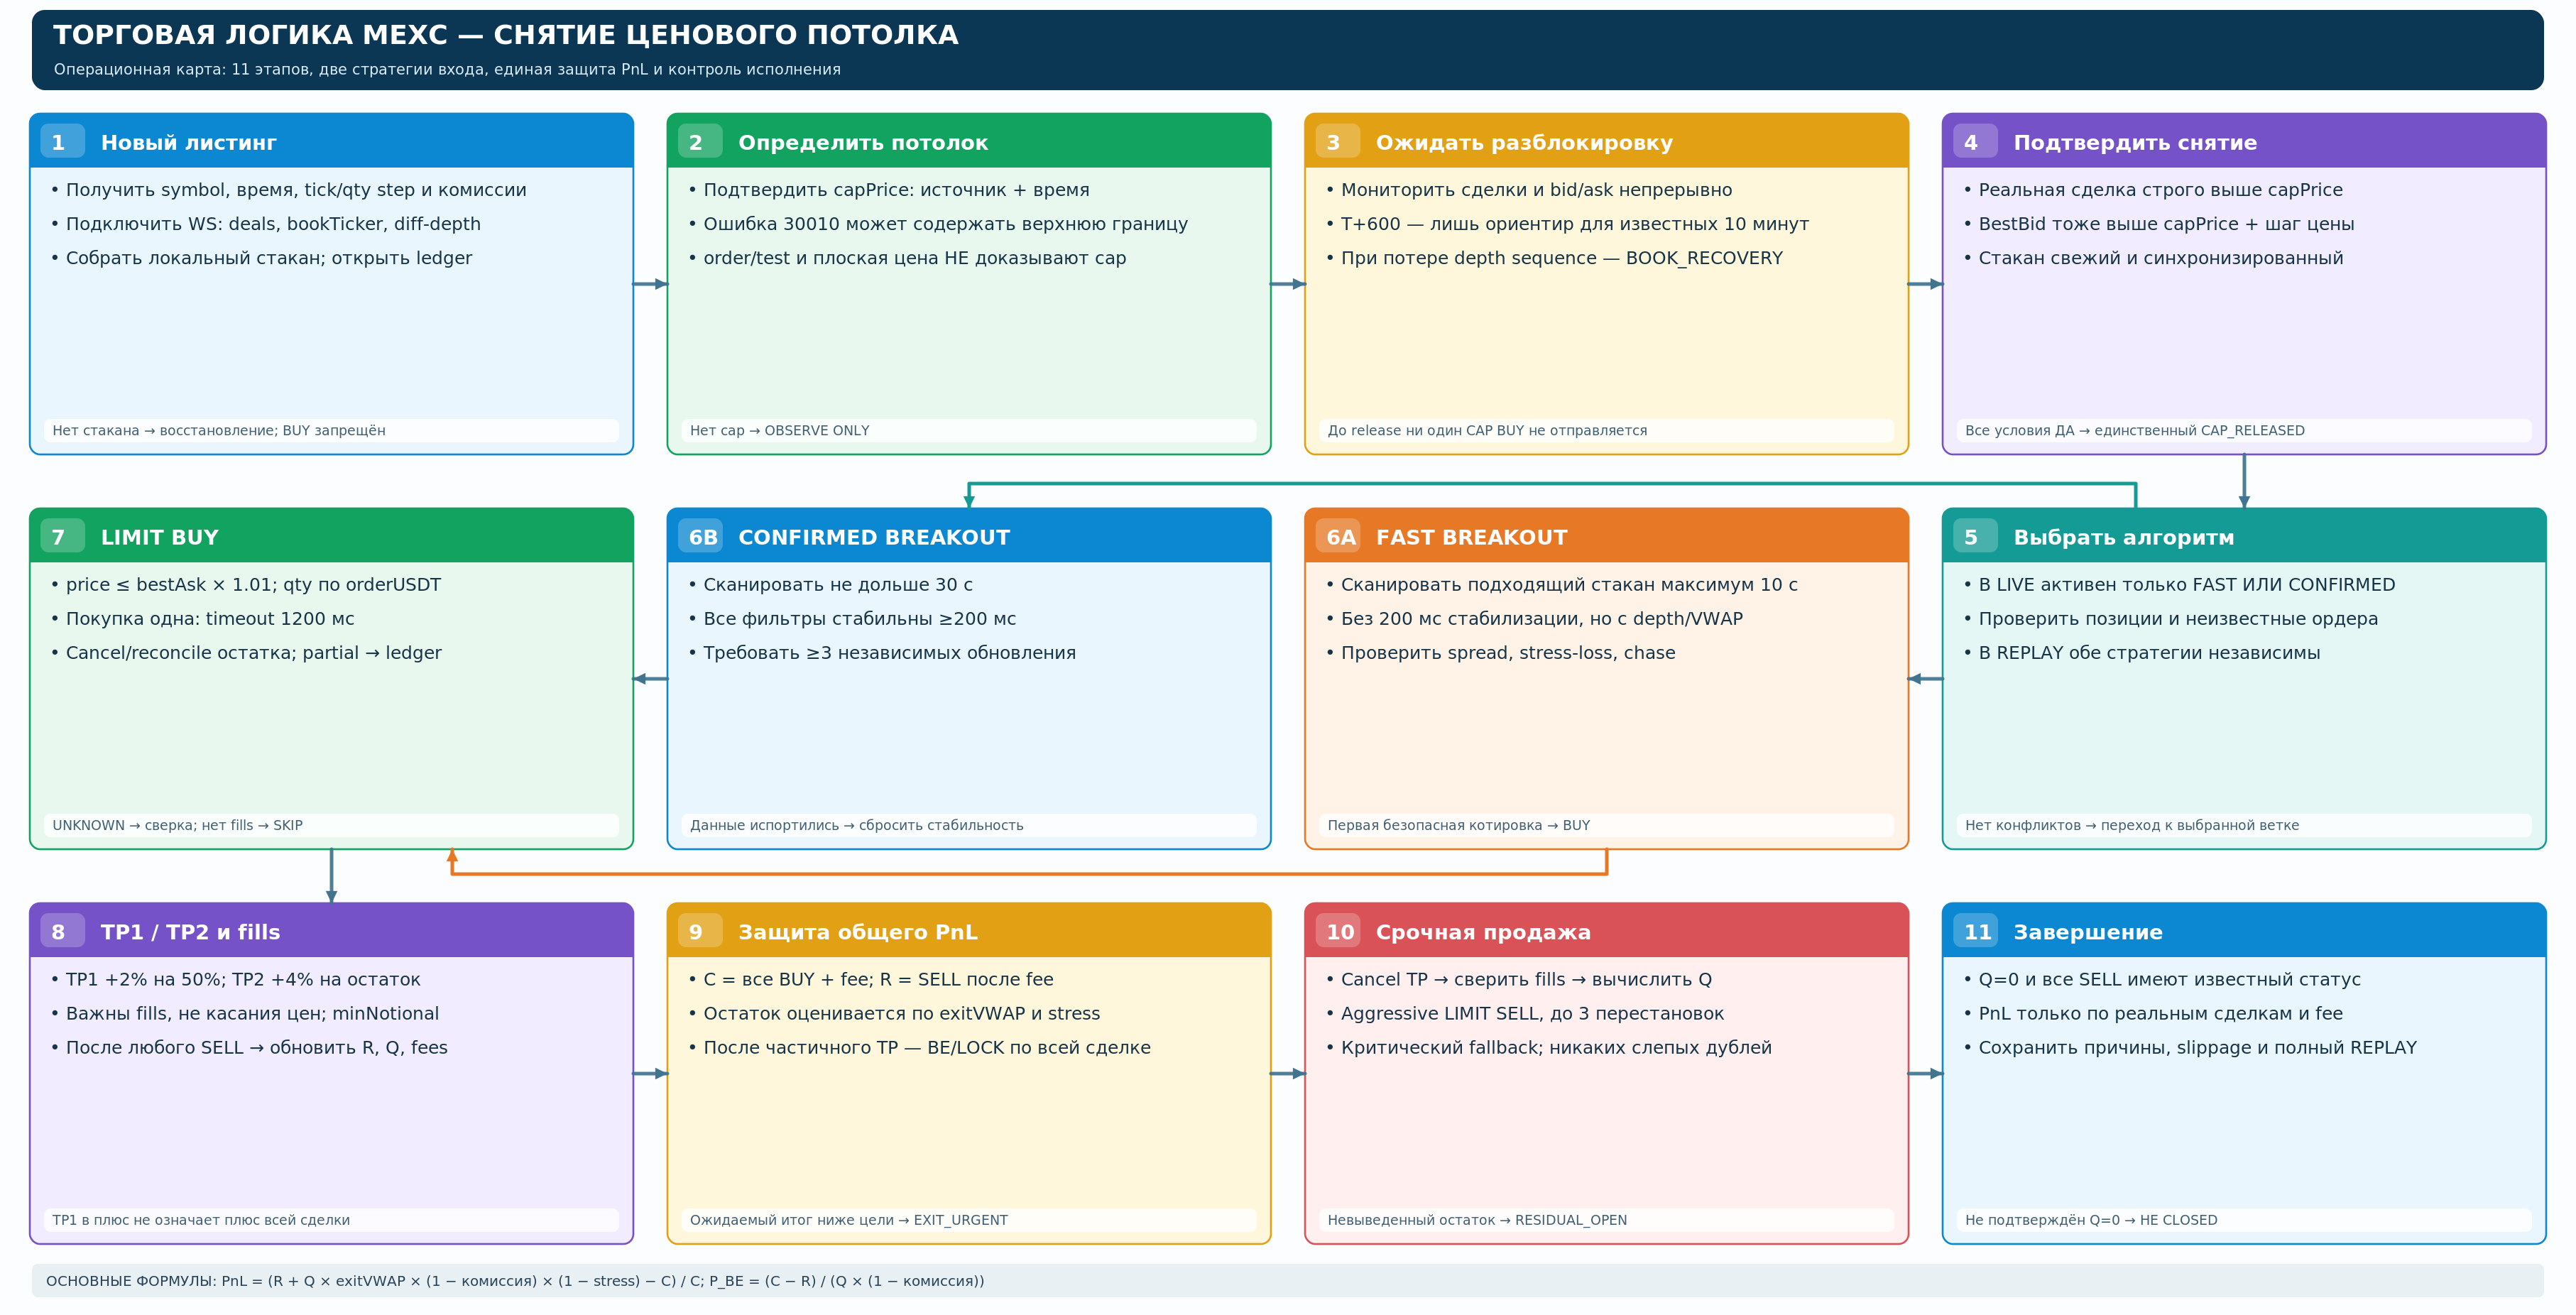 ТОРГОВАЯ ЛОГИКА MEXC — СНЯТИЕ ЦЕНОВОГО ПОТОЛКА
Операционная карта: 11 этапов, две стратегии входа, единая защита PnL и контроль исполнения
1 Новый листинг
• Получить symbol, время, tick/qty step и комиссии
• Подключить WS: deals, bookTicker, diff-depth
• Собрать локальный стакан; открыть ledger
Нет стакана → восстановление; BUY запрещён
2 Определить потолок
• Подтвердить capPrice: источник + время
• Ошибка 30010 может содержать верхнюю границу
• order/test и плоская цена НЕ доказывают cap
Нет cap → OBSERVE ONLY
3 Ожидать разблокировку
• Мониторить сделки и bid/ask непрерывно
• T+600 — лишь ориентир для известных 10 минут
• При потере depth sequence — BOOK_RECOVERY
До release ни один CAP BUY не отправляется
4 Подтвердить снятие
• Реальная сделка строго выше capPrice
• BestBid тоже выше capPrice + шаг цены
• Стакан свежий и синхронизированный
Все условия ДА → единственный CAP_RELEASED
7 LIMIT BUY
• price ≤ bestAsk × 1.01; qty по orderUSDT
• Покупка одна: timeout 1200 мс
• Cancel/reconcile остатка; partial → ledger
UNKNOWN → сверка; нет fills → SKIP
6B CONFIRMED BREAKOUT
• Сканировать не дольше 30 с
• Все фильтры стабильны ≥200 мс
• Требовать ≥3 независимых обновления
Данные испортились → сбросить стабильность
6A FAST BREAKOUT
• Сканировать подходящий стакан максимум 10 с
• Без 200 мс стабилизации, но с depth/VWAP
• Проверить spread, stress-loss, chase
Первая безопасная котировка → BUY
5 Выбрать алгоритм
• В LIVE активен только FAST ИЛИ CONFIRMED
• Проверить позиции и неизвестные ордера
• В REPLAY обе стратегии независимы
Нет конфликтов → переход к выбранной ветке
8 TP1 / TP2 и fills
• TP1 +2% на 50%; TP2 +4% на остаток
• Важны fills, не касания цен; minNotional
• После любого SELL → обновить R, Q, fees
TP1 в плюс не означает плюс всей сделки
9 Защита общего PnL
• C = все BUY + fee; R = SELL после fee
• Остаток оценивается по exitVWAP и stress
• После частичного TP — BE/LOCK по всей сделке
Ожидаемый итог ниже цели → EXIT_URGENT
10 Срочная продажа
• Cancel TP → сверить fills → вычислить Q
• Aggressive LIMIT SELL, до 3 перестановок
• Критический fallback; никаких слепых дублей
Невыведенный остаток → RESIDUAL_OPEN
11 Завершение
• Q=0 и все SELL имеют известный статус
• PnL только по реальным сделкам и fee
• Сохранить причины, slippage и полный REPLAY
Не подтверждён Q=0 → НЕ CLOSED
ОСНОВНЫЕ ФОРМУЛЫ: PnL = (R + Q × exitVWAP × (1 − комиссия) × (1 − stress) − C) / C; P_BE = (C − R) / (Q × (1 − комиссия))